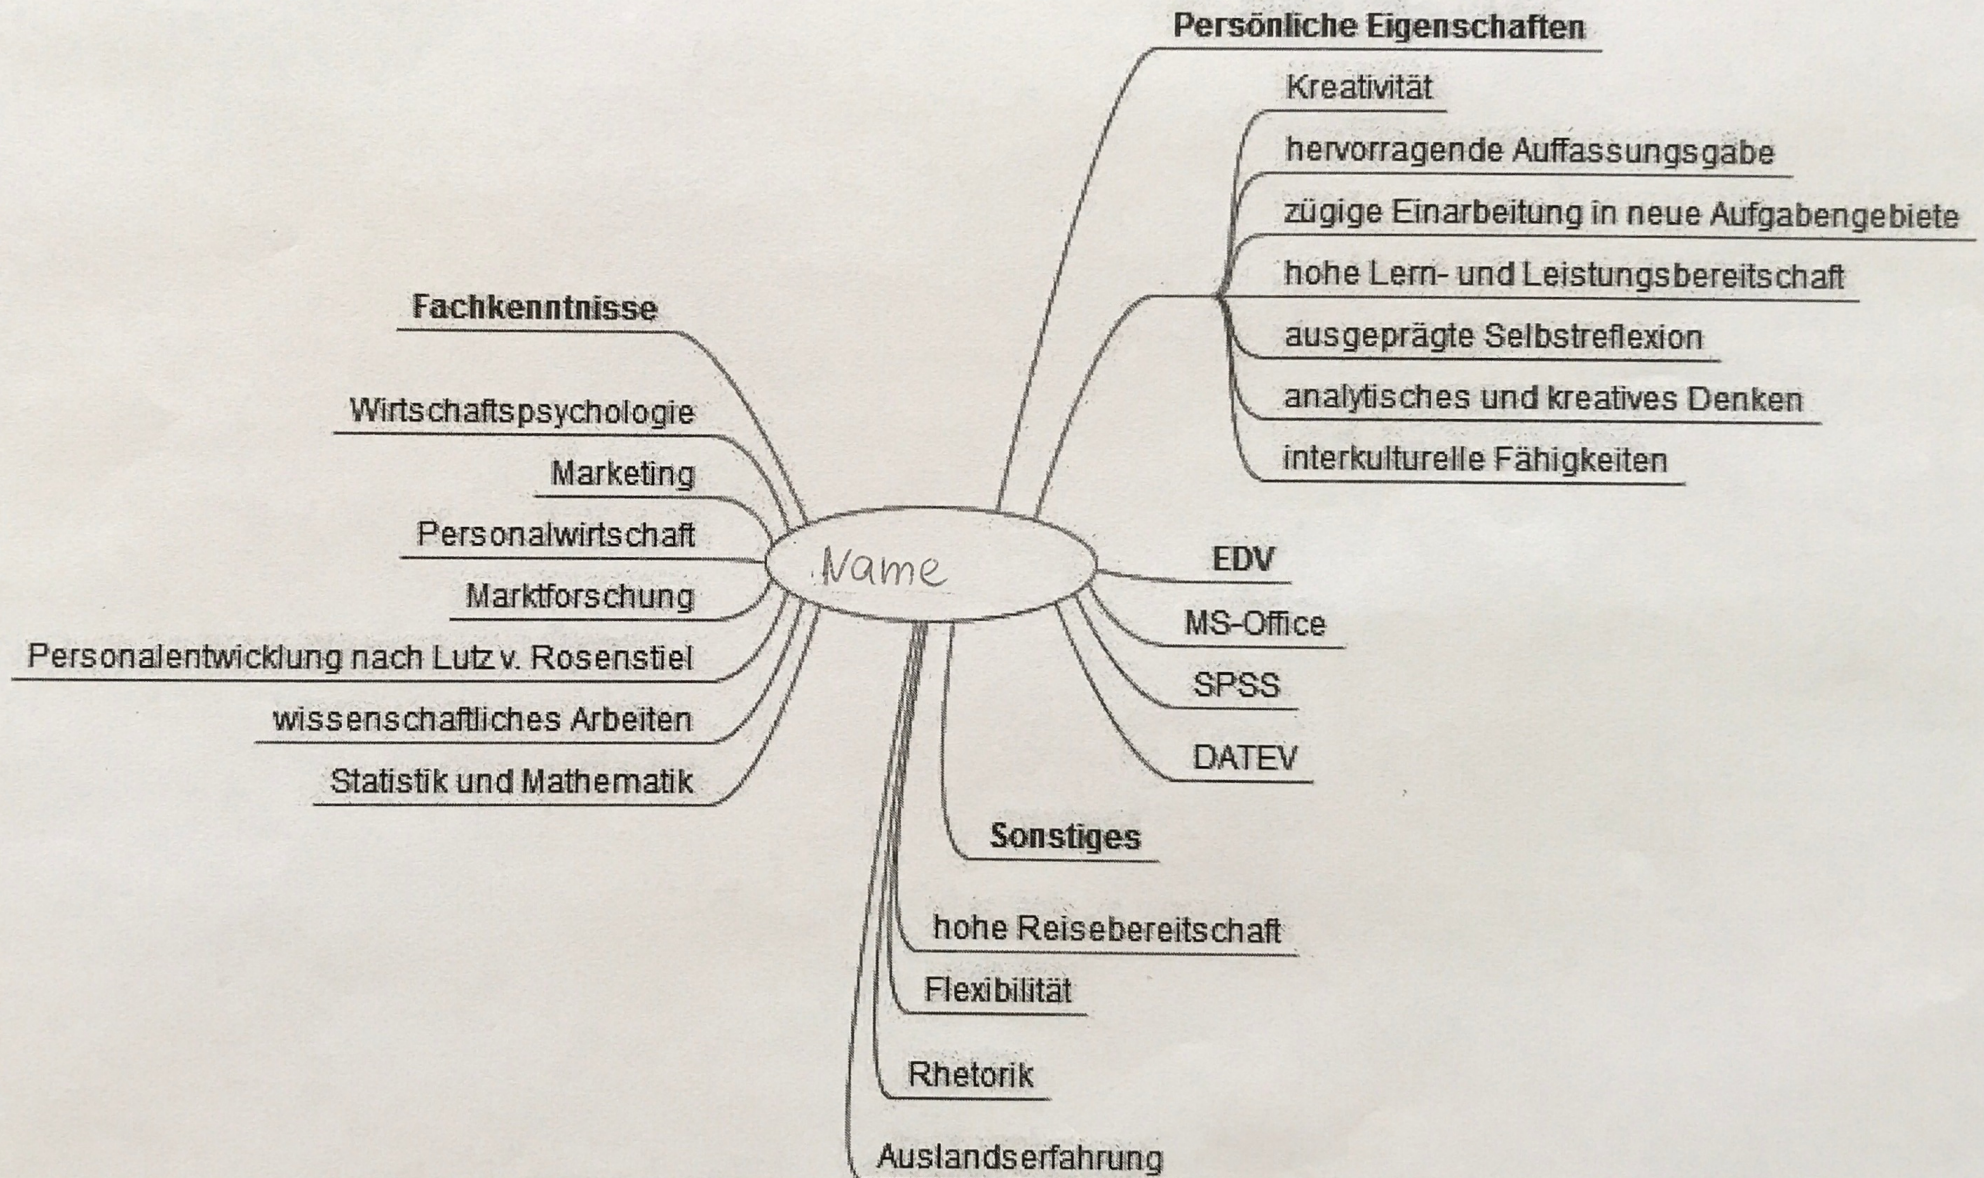 Persönliche Eigenschaften
Kreativität
hervorragende Auffassungsgabe
zügige Einarbeitung in neue Aufgabengebiete
hohe Lern- und Leistungsbereitschaft
ausgeprägte Selbstreflexion
analytisches und kreatives Denken
interkulturelle Fähigkeiten
Fachkenntnisse
Wirtschaftspsychologie
Marketing
Personalwirtschaft
Marktforschung
Personalentwicklung nach Lutz v. Rosenstiel
wissenschaftliches Arbeiten
Statistik und Mathematik
Name
EDV
MS-Office
SPSS
DATEV
Sonstiges
hohe Reisebereitschaft
Flexibilität
Rhetorik
Auslandserfahrung